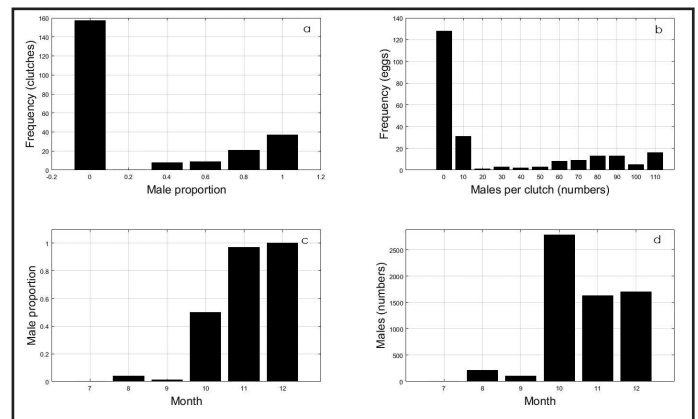 a
160
140
120
100
80
60
40
20
0
-0.2 0 0.2 0.4 0.6 0.8 1 1.2
Frequency (clutches)
Male proportion
b
140
120
100
80
60
40
20
0
0 10 20 30 40 50 60 70 80 90 100 110
Frequency (eggs)
Males per clutch (numbers)
c
1
0.8
0.6
0.4
0.2
0
7 8 9 10 11 12
Male proportion
Month
d
2500
2000
1500
1000
500
0
7 8 9 10 11 12
Males (numbers)
Month